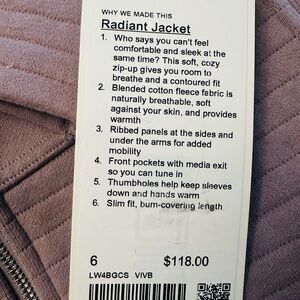 WHY WE MADE THIS
Radiant Jacket
1. Who says you can't feel
comfortable and sleek at the
same time? This soft, cozy
zip-up gives you room to
breathe and a contoured fit
2. Blended cotton fleece fabric is
naturally breathable, soft
against your skin, and provides
warmth
3. Ribbed panels at the sides and
under the arms for added
mobility
4. Front pockets with media exit
so you can tune in
5. Thumbholes help keep sleeves
down and hands warm
6. Slim fit, bum-covering length
6 $118.00
LW4BGCS VIVB